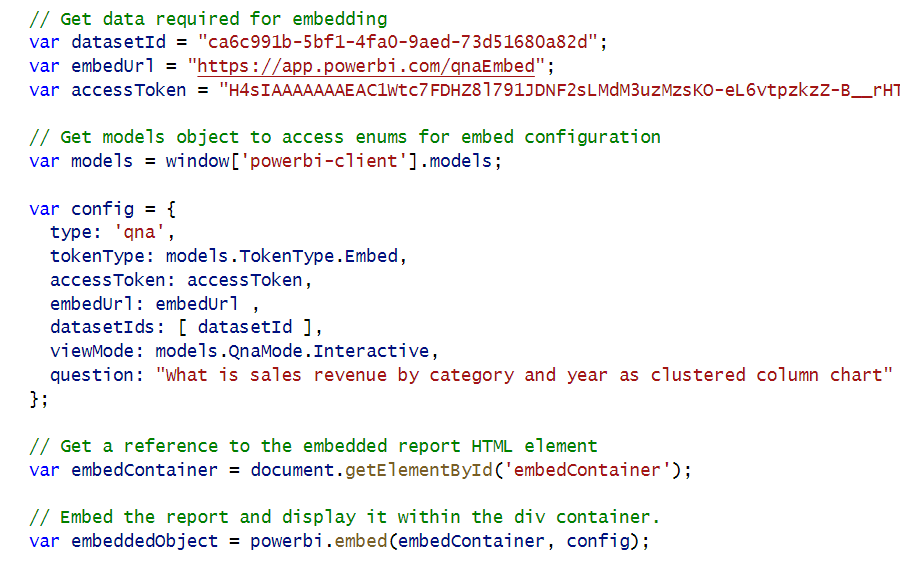 // Get data required for embedding
var datasetId = "ca6c991b-5bf1-4fa0-9aed-73d51680a82d";
var embedUrl = "https://app.powerbi.com/qnaEmbed";
var accessToken = "H4sIAAAAAAAEAC1Wtc7FDHZ8l791JDNF2sLMdM3uzMzsKO-eL6vtpzkzZ-B__rHT
// Get models object to access enums for embed configuration
var models = window['powerbi-client'].models;
var config = {
type: 'qna',
tokenType: models.TokenType.Embed,
accessToken: accessToken,
embedUrl: embedUrl ,
datasetIds: [ datasetId ],
viewMode: models.QnaMode.Interactive,
question: "What is sales revenue by category and year as clustered column chart"
};
// Get a reference to the embedded report HTML element
var embedContainer = document.getElementById('embedContainer');
// Embed the report and display it within the div container.
var embeddedObject = powerbi.embed(embedContainer, config);